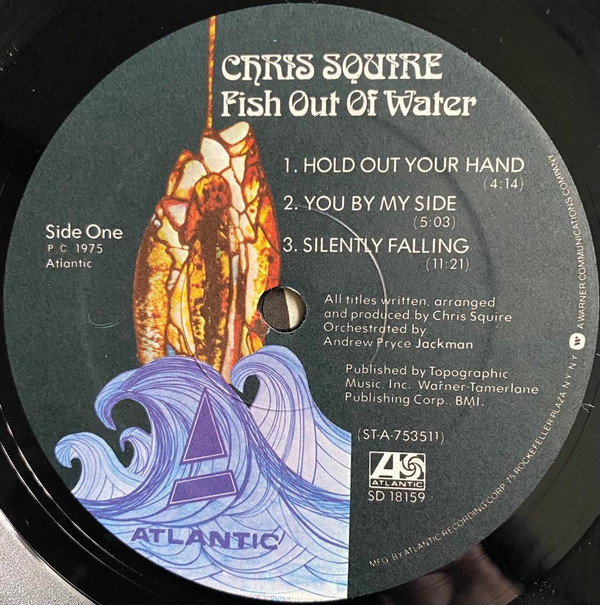 CHRIS SQUIRE
Fish Out Of Water
1. HOLD OUT YOUR HAND
(4:14)
2. YOU BY MY SIDE
(5:03)
3. SILENTLY FALLING
(11:21)
Side One
P C 1975
Atlantic
All titles written, arranged
and produced by Chris Squire
Orchestrated by
Andrew Pryce Jackman
Published by Topographic
Music. Inc. Warner-Tamerlane
Publishing Corp., BMI.
(ST-A-753511)
ATLANTIC
SD 18159
ATLANTIC
MFG BY ATLANTIC RECORDING CORP. 75 ROCKEFELLER PLAZA N Y N Y W A WARNER COMMUNICATIONS COMPANY